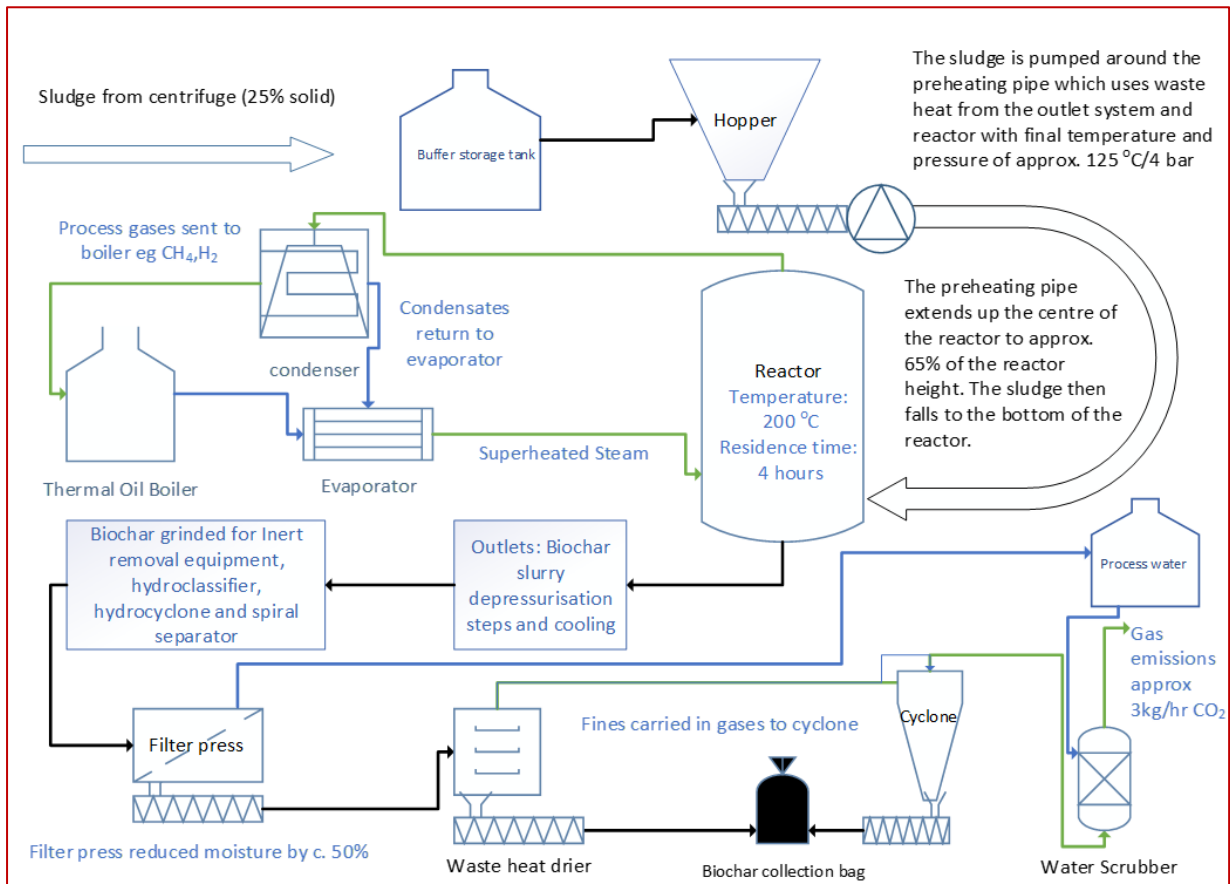 Sludge from centrifuge (25% solid)
Buffer storage tank
Hopper
The sludge is pumped around the
preheating pipe which uses waste
heat from the outlet system and
reactor with final temperature and
pressure of approx. 125 °C/4 bar
Process gases sent to
boiler eg CH₄,H₂
Condensates
return to
evaporator
condenser
Thermal Oil Boiler
Evaporator
Superheated Steam
Reactor
Temperature:
200 °C
Residence time:
4 hours
The preheating pipe
extends up the centre of
the reactor to approx.
65% of the reactor
height. The sludge then
falls to the bottom of the
reactor.
Biochar grinded for Inert
removal equipment,
hydroclassifier,
hydrocyclone and spiral
separator
Outlets: Biochar
slurry
depressurisation
steps and cooling
Process water
Gas
emissions
approx
3kg/hr CO₂
Filter press
Fines carried in gases to cyclone
Cyclone
Filter press reduced moisture by c. 50%
Waste heat drier
Biochar collection bag
Water Scrubber